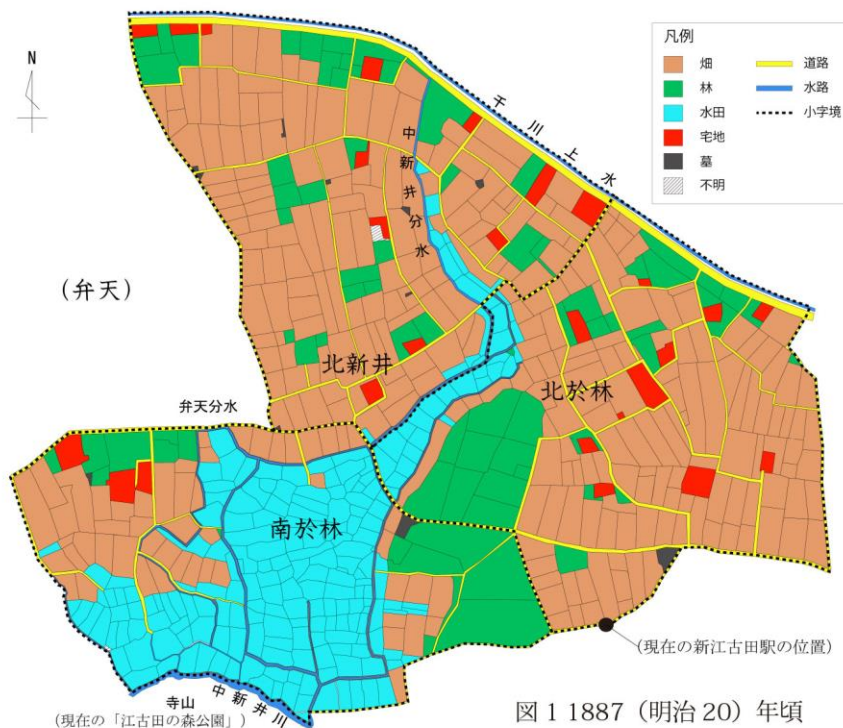 凡例
畑
林
水田
宅地
墓
不明
道路
水路
小字境
N
千川上水
中新井分水
(弁天)
北新井
北於林
弁天分水
南於林
(現在の新江古田駅の位置)
寺山
(現在の「江古田の森公園」)
中新井川
図1 1887（明治20）年頃